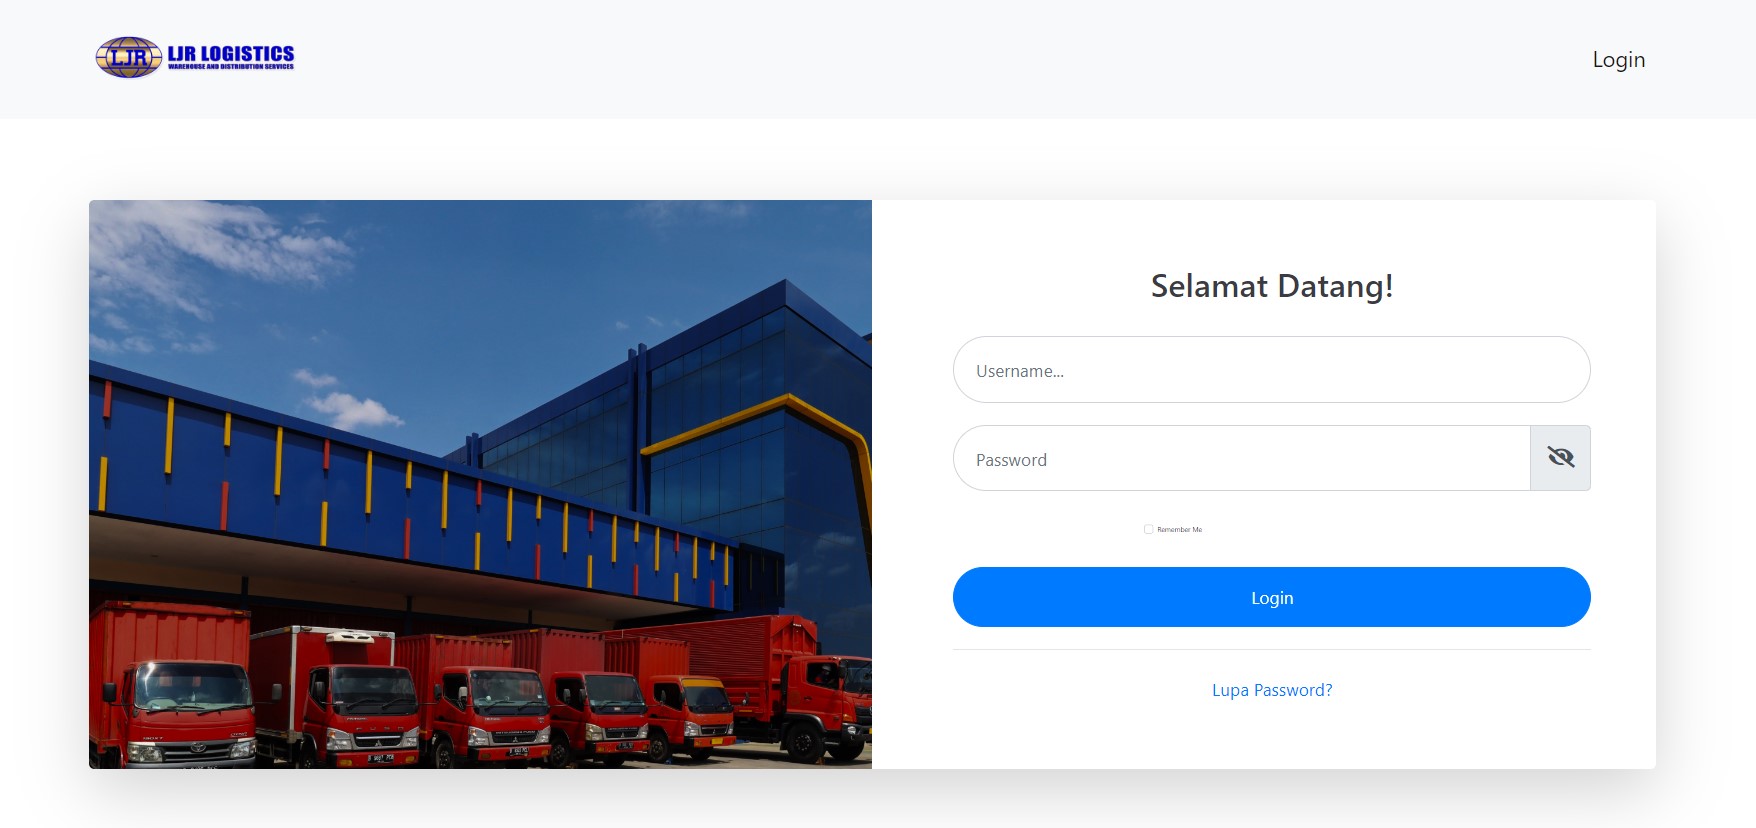 LJR
LJR LOGISTICS
WAREHOUSE AND DISTRIBUTION SERVICES
Login
Selamat Datang!
Username...
Password
Remember Me
Login
Lupa Password?